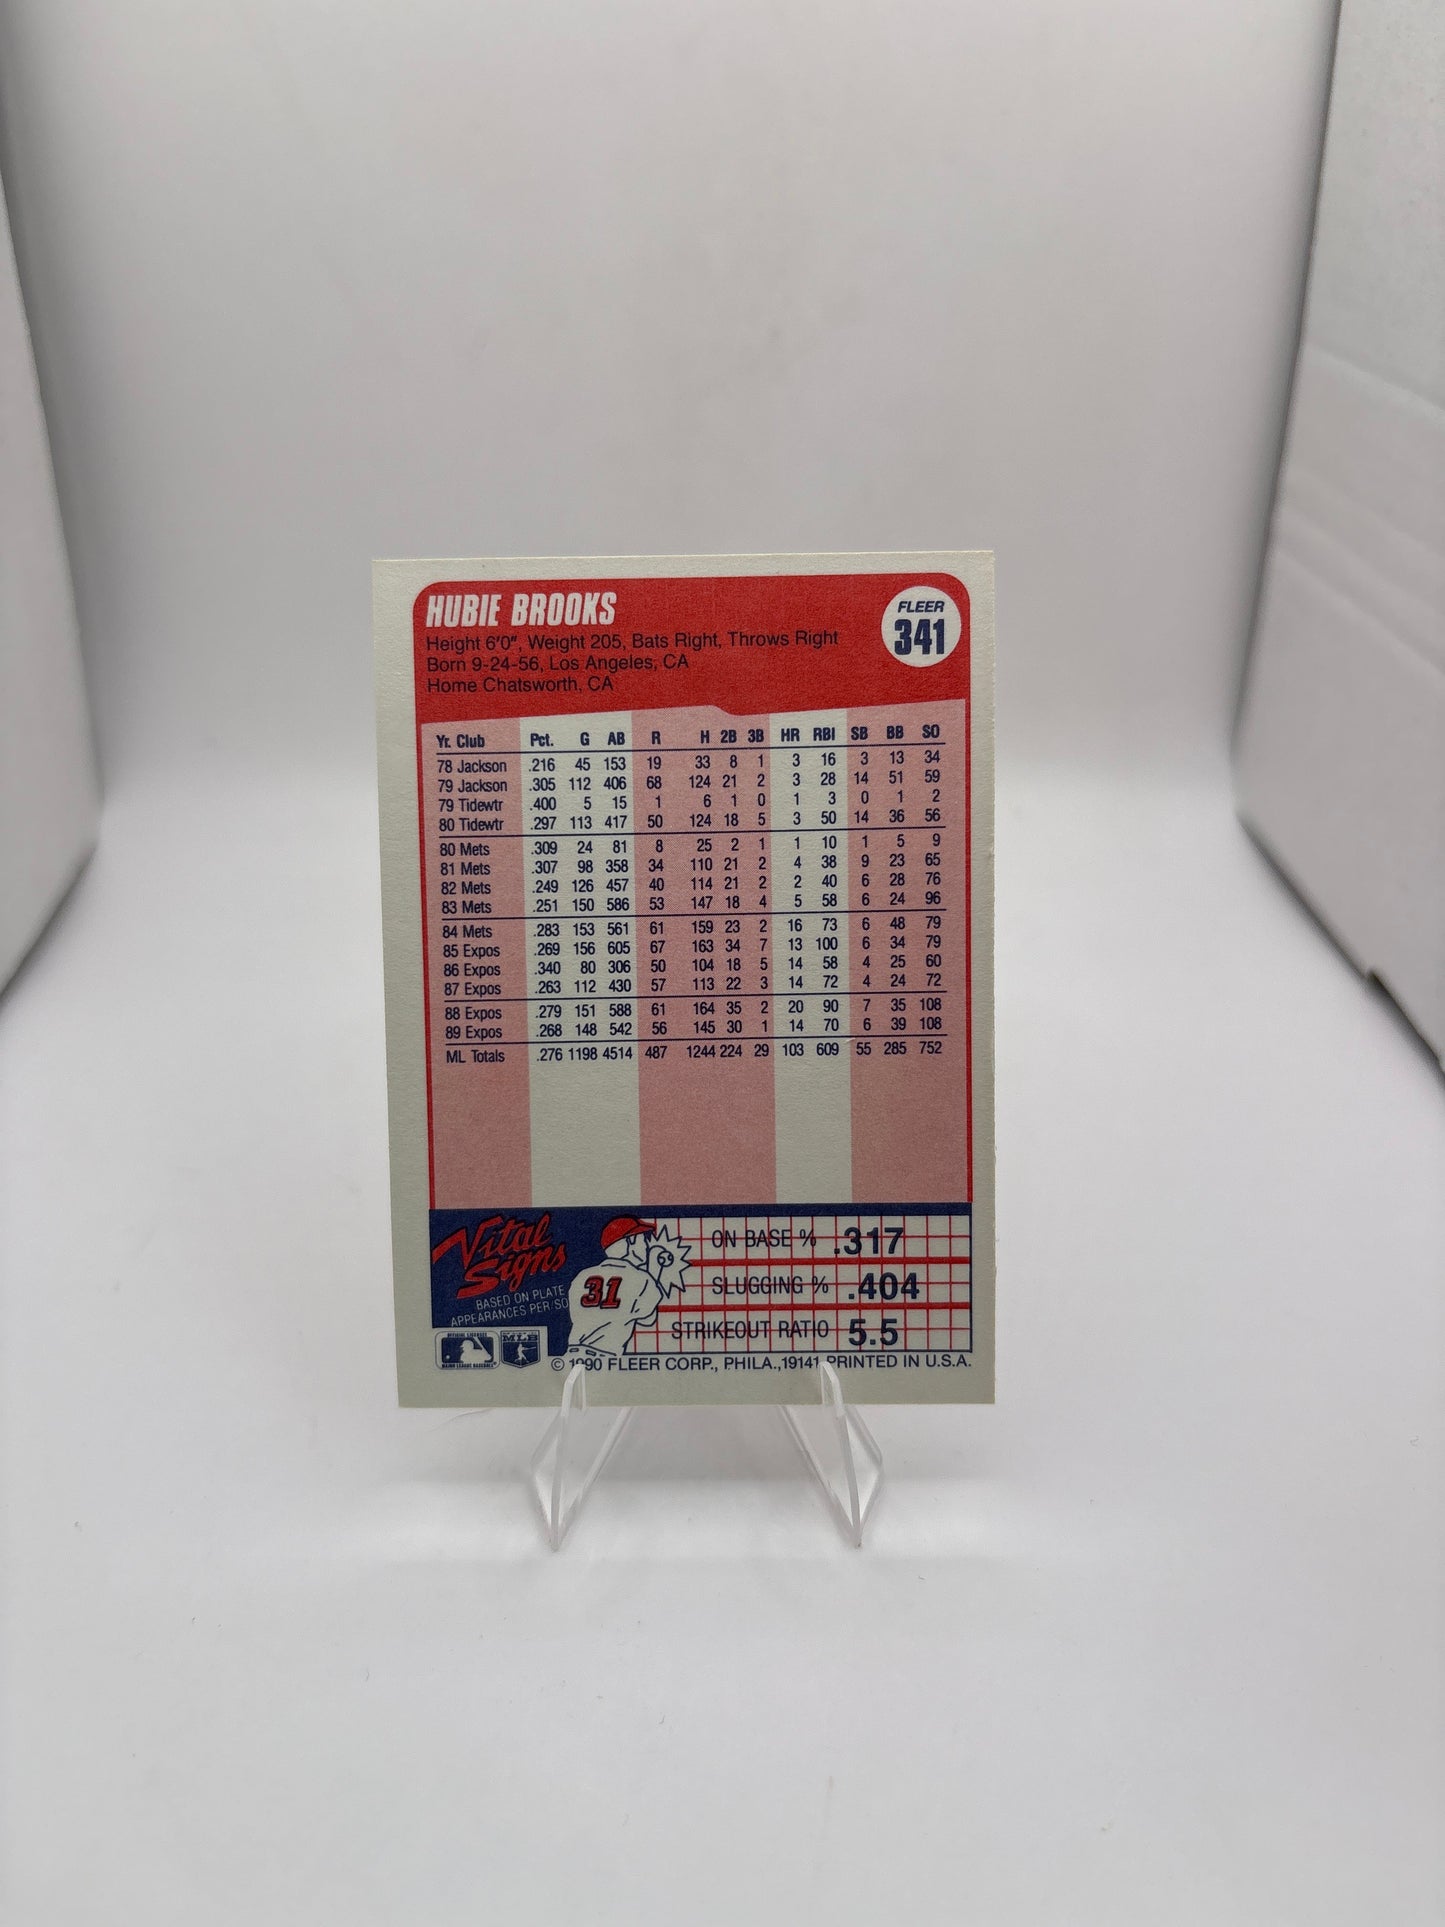 HUBIE BROOKS
FLEER
341
Height 6'0", Weight 205, Bats Right, Throws Right
Born 9-24-56, Los Angeles, CA
Home Chatsworth, CA
Yr. Club Pct. G AB R H 2B 3B HR RBI SB BB SO
78 Jackson .216 45 153 19 33 8 1 3 16 3 13 34
79 Jackson .305 112 406 68 124 21 2 3 28 14 51 59
79 Tidewtr .400 5 15 1 6 1 0 1 3 0 1 2
80 Tidewtr .297 113 417 50 124 18 5 3 50 14 36 56
80 Mets .309 24 81 8 25 2 1 1 10 1 5 9
81 Mets .307 98 358 34 110 21 2 4 38 9 23 65
82 Mets .249 126 457 40 114 21 2 2 40 6 28 76
83 Mets .251 150 586 53 147 18 4 5 58 6 24 96
84 Mets .283 153 561 61 159 23 2 16 73 6 48 79
85 Expos .269 156 605 67 163 34 7 13 100 6 34 79
86 Expos .340 80 306 50 104 18 5 14 58 4 25 60
87 Expos .263 112 430 57 113 22 3 14 72 4 24 72
88 Expos .279 151 588 61 164 35 2 20 90 7 35 108
89 Expos .268 148 542 56 145 30 1 14 70 6 39 108
ML Totals .276 1198 4514 487 1244 224 29 103 609 55 285 752
Vital
Signs
BASED ON PLATE
APPEARANCES PER/SO
31
ON BASE % .317
SLUGGING % .404
STRIKEOUT RATIO 5.5
MLB
© 1990 FLEER CORP., PHILA.,19141 PRINTED IN U.S.A.